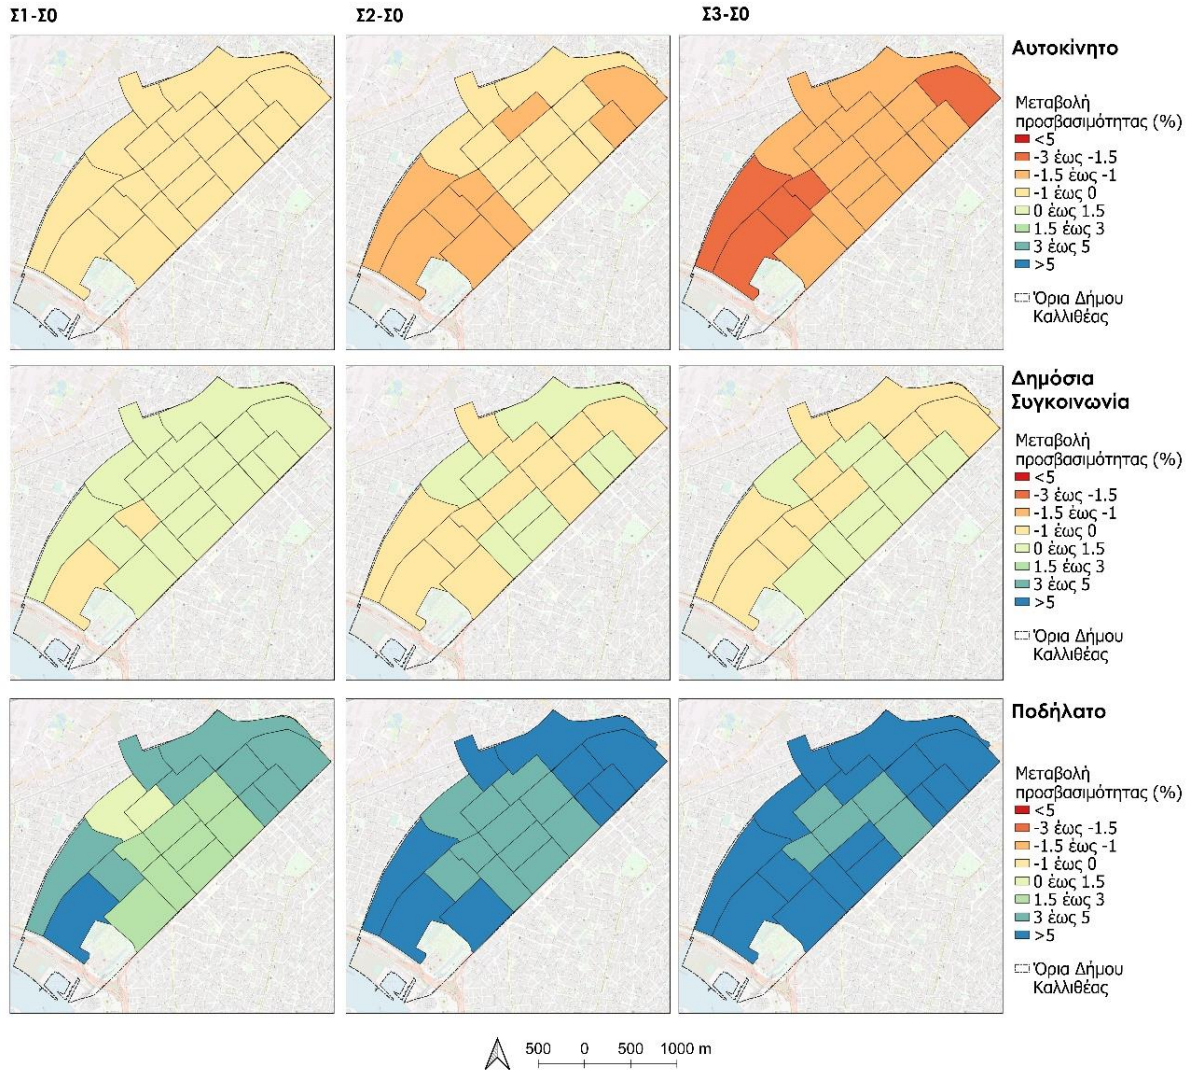 Σ1-Σ0
Σ2-Σ0
Σ3-Σ0
Αυτοκίνητο
Μεταβολή
προσβασιμότητας (%)
<5
-3 έως -1.5
-1.5 έως -1
-1 έως 0
0 έως 1.5
1.5 έως 3
3 έως 5
>5
Όρια Δήμου
Καλλιθέας
Δημόσια
Συγκοινωνία
Μεταβολή
προσβασιμότητας (%)
<5
-3 έως -1.5
-1.5 έως -1
-1 έως 0
0 έως 1.5
1.5 έως 3
3 έως 5
>5
Όρια Δήμου
Καλλιθέας
Ποδήλατο
Μεταβολή
προσβασιμότητας (%)
<5
-3 έως -1.5
-1.5 έως -1
-1 έως 0
0 έως 1.5
1.5 έως 3
3 έως 5
>5
Όρια Δήμου
Καλλιθέας
500 0 500 1000 m